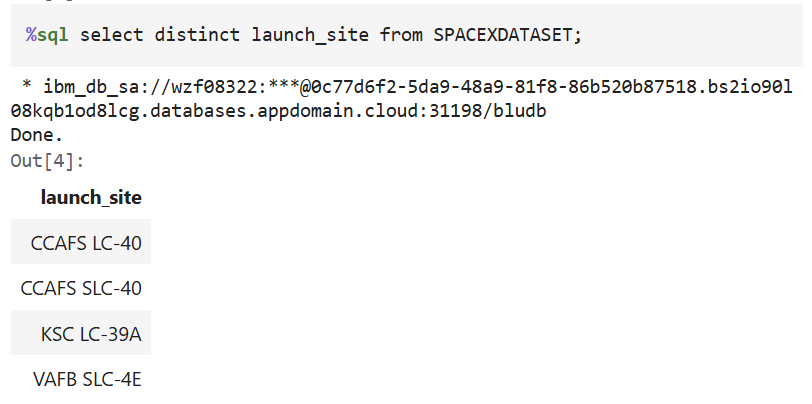 %sql select distinct launch_site from SPACEXDATASET;
* ibm_db_sa://wzf08322:***@0c77d6f2-5da9-48a9-81f8-86b520b87518.bs2io90l
08kqb1od8lcg.databases.appdomain.cloud:31198/bludb
Done.
Out[4]:
launch_site
CCAFS LC-40
CCAFS SLC-40
KSC LC-39A
VAFB SLC-4E